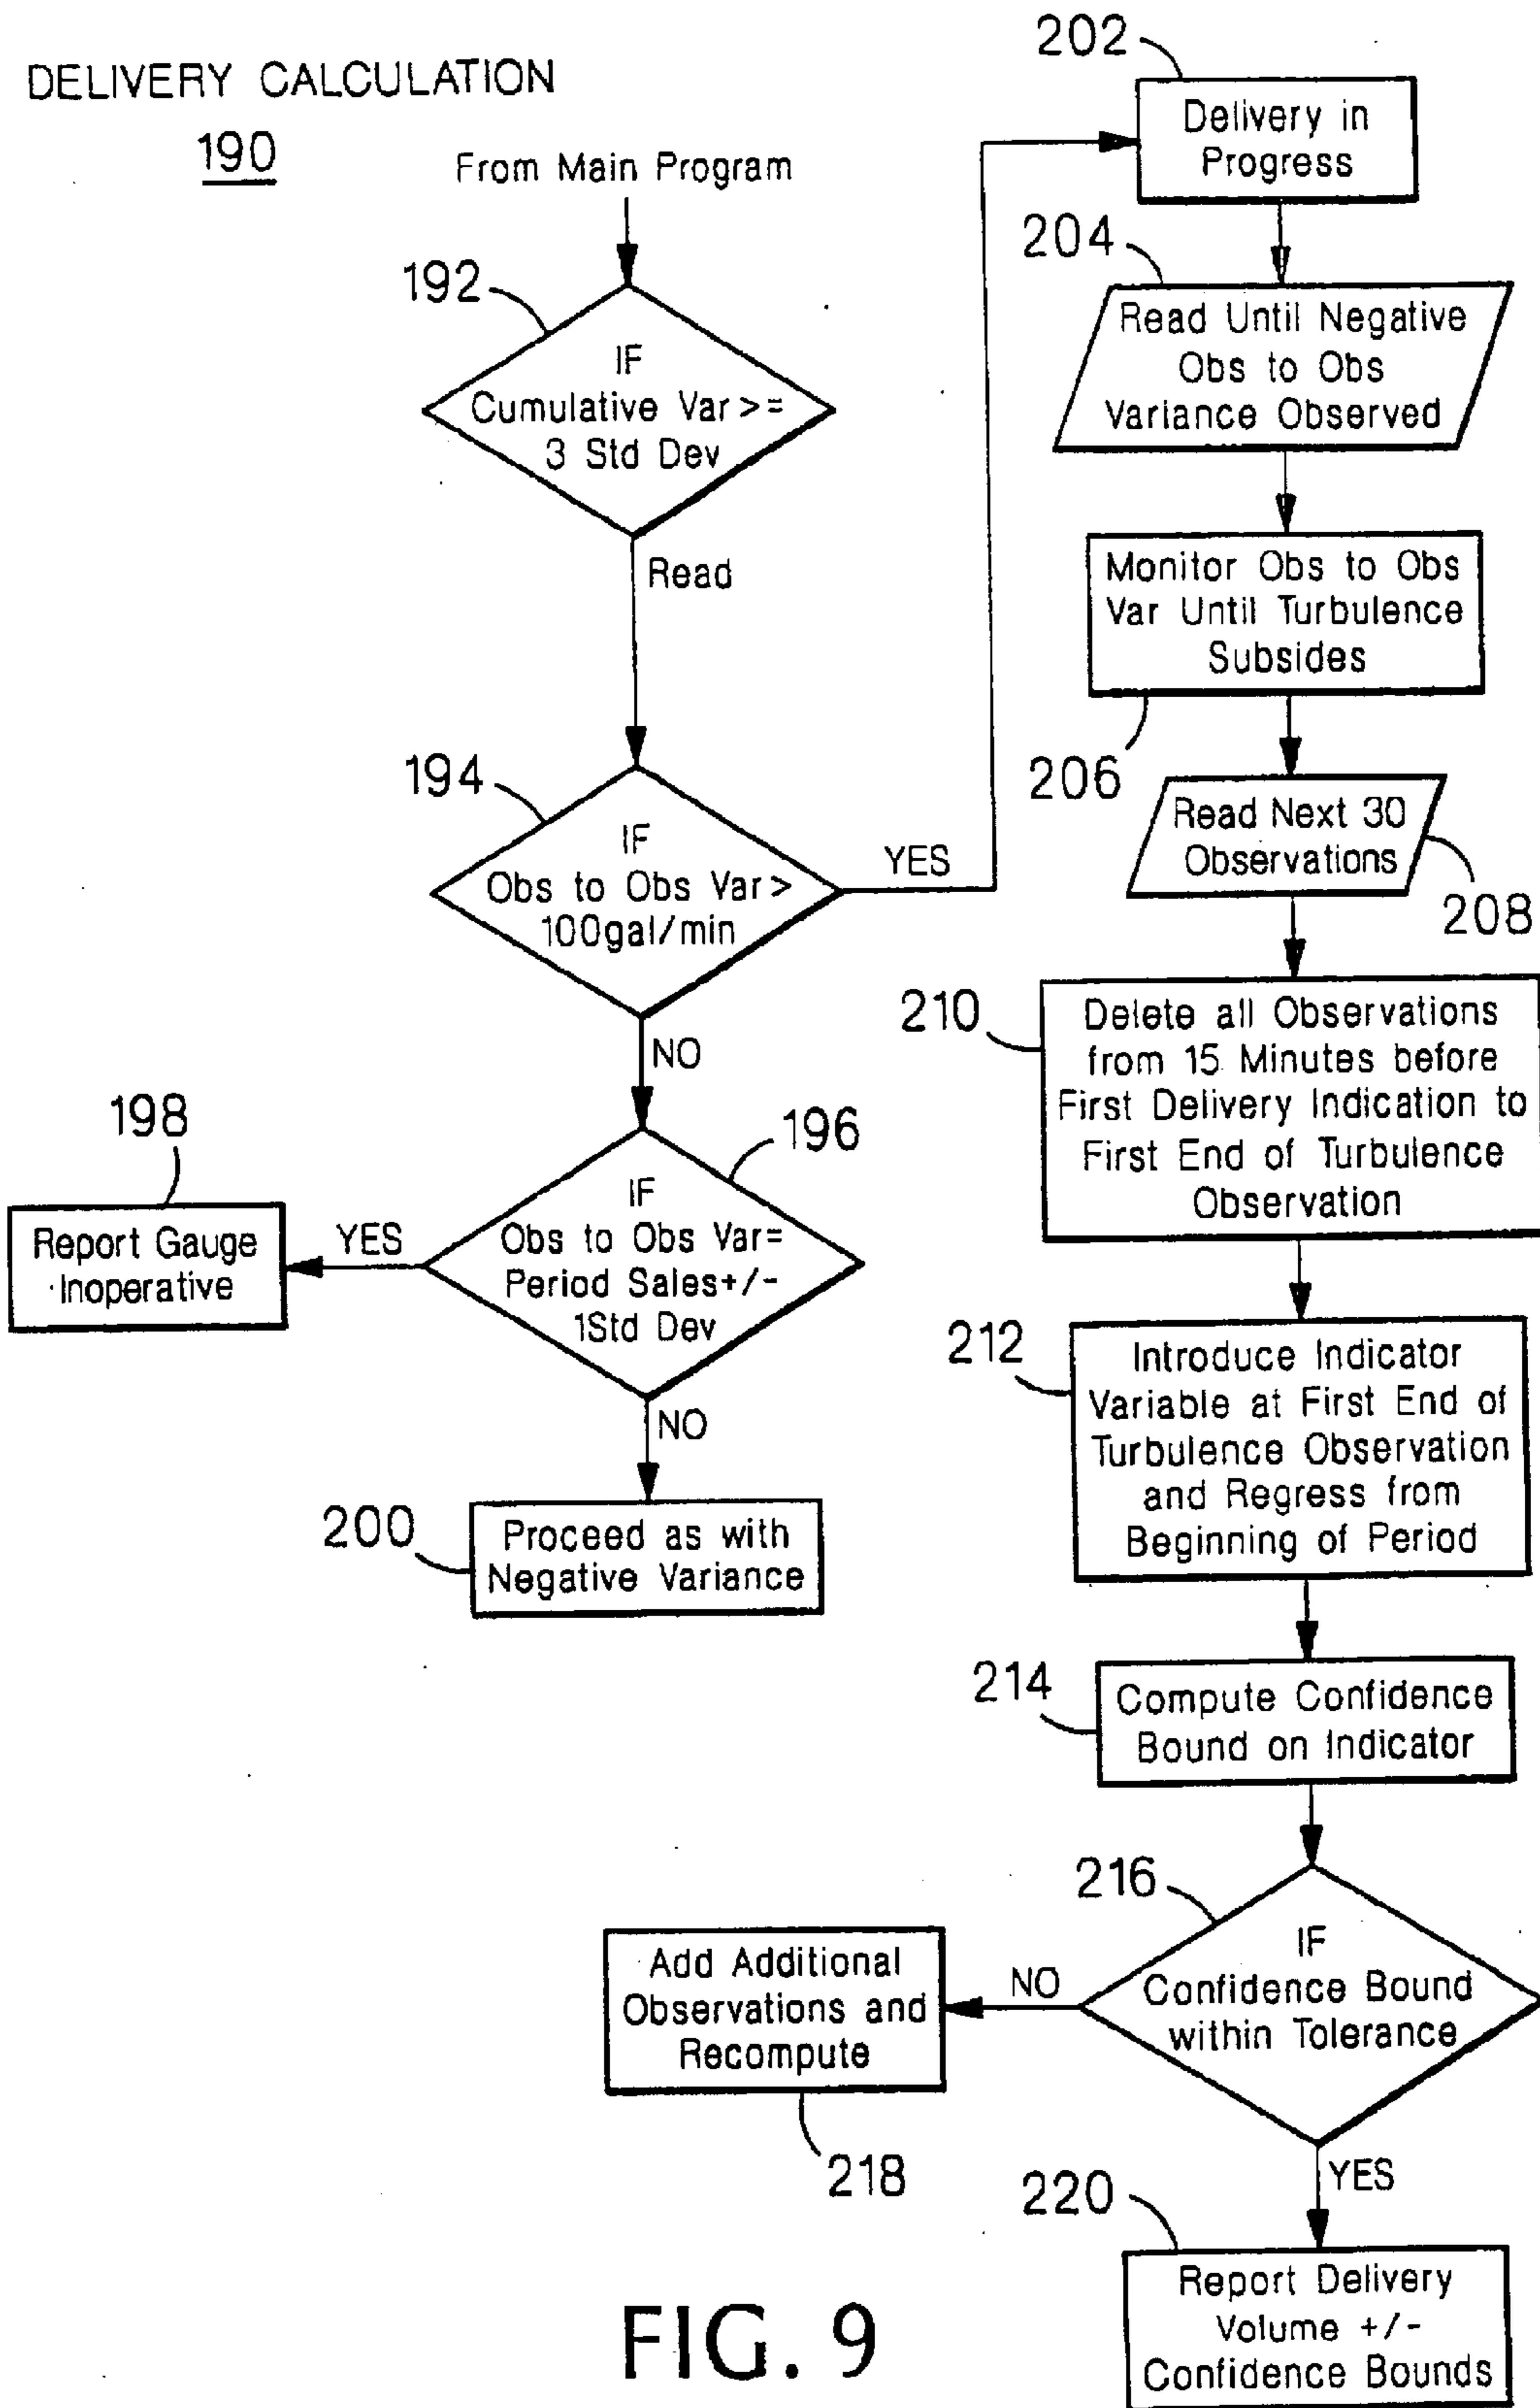 DELIVERY CALCULATION
190
From Main Program
192
IF
Cumulative Var >=
3 Std Dev
Read
194
IF
Obs to Obs Var >
100gal/min
YES
NO
196
IF
Obs to Obs Var=
Period Sales+/-
1Std Dev
YES
198
Report Gauge
Inoperative
NO
200
Proceed as with
Negative Variance
202
Delivery in
Progress
204
Read Until Negative
Obs to Obs
Variance Observed
Monitor Obs to Obs
Var Until Turbulence
Subsides
206
Read Next 30
Observations
208
210
Delete all Observations
from 15 Minutes before
First Delivery Indication to
First End of Turbulence
Observation
212
Introduce Indicator
Variable at First End of
Turbulence Observation
and Regress from
Beginning of Period
214
Compute Confidence
Bound on Indicator
216
IF
Confidence Bound
within Tolerance
NO
Add Additional
Observations and
Recompute
218
YES
220
Report Delivery
Volume +/-
Confidence Bounds
FIG. 9